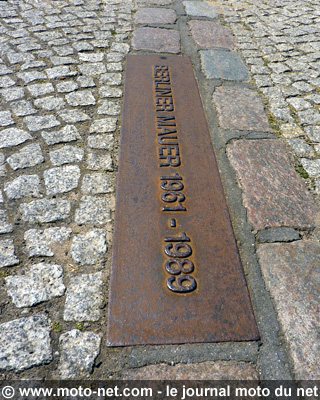 BERLINER MAUER 1961 - 1989
© www.moto-net.com - Le journal moto du net